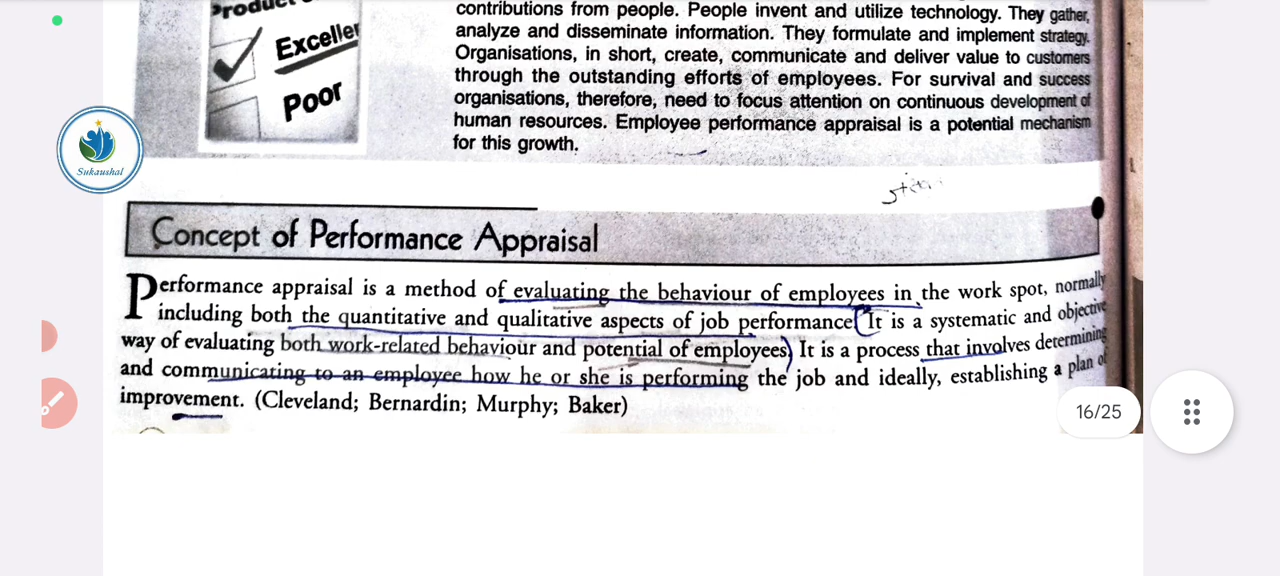 Excellen
Poor
contributions from people. People invent and utilize technology. They gather,
analyze and disseminate information. They formulate and implement strategy.
Organisations, in short, create, communicate and deliver value to customers
through the outstanding efforts of employees. For survival and success
organisations, therefore, need to focus attention on continuous development of
human resources. Employee performance appraisal is a potential mechanism
for this growth.
Sukaushal
Concept of Performance Appraisal
Performance appraisal is a method of evaluating the behaviour of employees in the work spot, normally
including both the quantitative and qualitative aspects of job performance. It is a systematic and objective
way of evaluating both work-related behaviour and potential of employees. It is a process that involves determining
and communicating to an employee how he or she is performing the job and ideally, establishing a plan of
improvement. (Cleveland; Bernardin; Murphy; Baker)
16/25